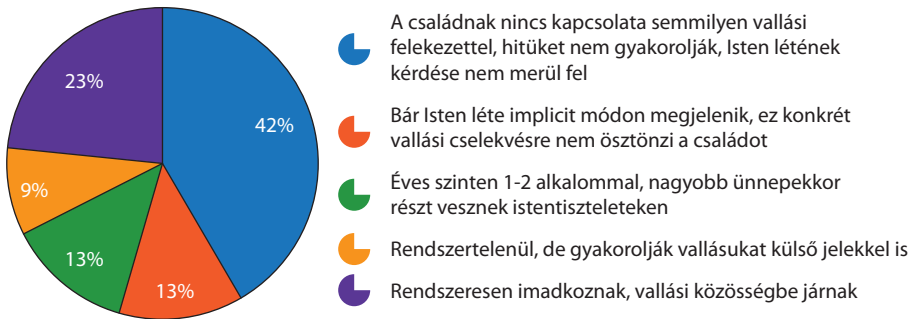 23%
42%
9%
13%
13%
A családnak nincs kapcsolata semmilyen vallási
felekezettel, hitüket nem gyakorolják, Isten létének
kérdése nem merül fel
Bár Isten léte implicit módon megjelenik, ez konkrét
vallási cselekvésre nem ösztönzi a családot
Éves szinten 1-2 alkalommal, nagyobb ünnepekkor
részt vesznek istentiszteleteken
Rendszertelenül, de gyakorolják vallásukat külső jelekkel is
Rendszeresen imadkoznak, vallási közösségbe járnak